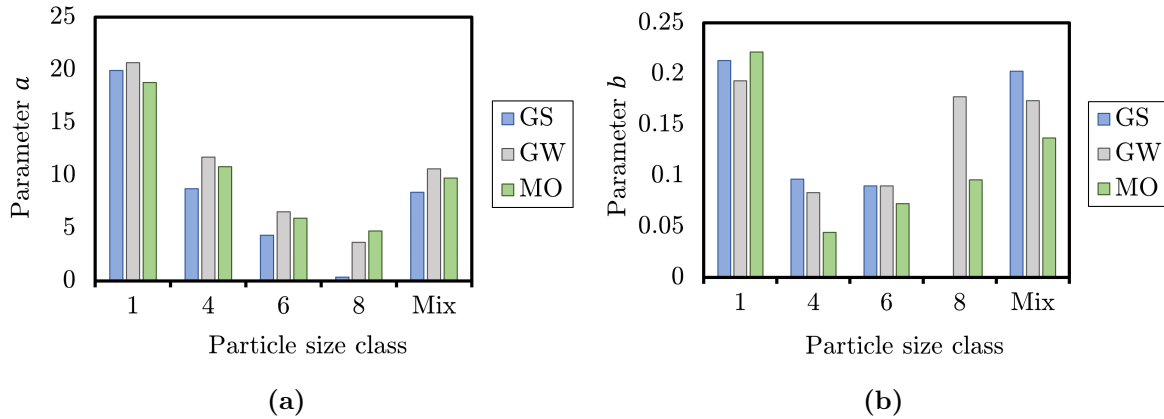 25
20
15
10
5
0
Parameter a
1 4 6 8 Mix
Particle size class
GS
GW
MO
(a)
0.25
0.2
0.15
0.1
0.05
0
Parameter b
1 4 6 8 Mix
Particle size class
GS
GW
MO
(b)